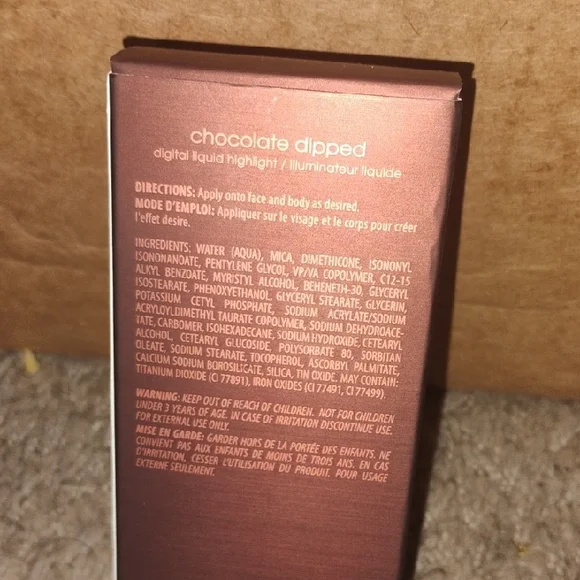 chocolate dipped
digital liquid highlight / illuminateur liquide
DIRECTIONS: Apply onto face and body as desired.
MODE D'EMPLOI: Appliquer sur le visage et le corps pour créer
l'effet desire.
INGREDIENTS: WATER (AQUA), MICA, DIMETHICONE, ISONONYL
ISONONANOATE, PENTYLENE GLYCOL, VP/VA COPOLYMER, C12-15
ALKYL BENZOATE, MYRISTYL ALCOHOL, BEHENETH-30, GLYCERYL
ISOSTEARATE, PHENOXYETHANOL, GLYCERYL STEARATE, GLYCERIN,
POTASSIUM CETYL PHOSPHATE, SODIUM ACRYLATE/SODIUM
ACRYLOYLDIMETHYL TAURATE COPOLYMER, SODIUM DEHYDROACE-
TATE, CARBOMER, ISOHEXADECANE, SODIUM HYDROXIDE, CETEARYL
ALCOHOL, CETEARYL GLUCOSIDE, POLYSORBATE 80, SORBITAN
OLEATE, SODIUM STEARATE, TOCOPHEROL, ASCORBYL PALMITATE,
CALCIUM SODIUM BOROSILICATE, SILICA, TIN OXIDE. MAY CONTAIN:
TITANIUM DIOXIDE (CI 77891), IRON OXIDES (CI 77491, CI 77499).
WARNING: KEEP OUT OF REACH OF CHILDREN. NOT FOR CHILDREN
UNDER 3 YEARS OF AGE. IN CASE OF IRRITATION DISCONTINUE USE.
FOR EXTERNAL USE ONLY.
MISE EN GARDE: GARDER HORS DE LA PORTÉE DES ENFANTS. NE
CONVIENT PAS AUX ENFANTS DE MOINS DE TROIS ANS. EN CAS
D'IRRITATION, CESSER L'UTILISATION DU PRODUIT. POUR USAGE
EXTERNE SEULEMENT.